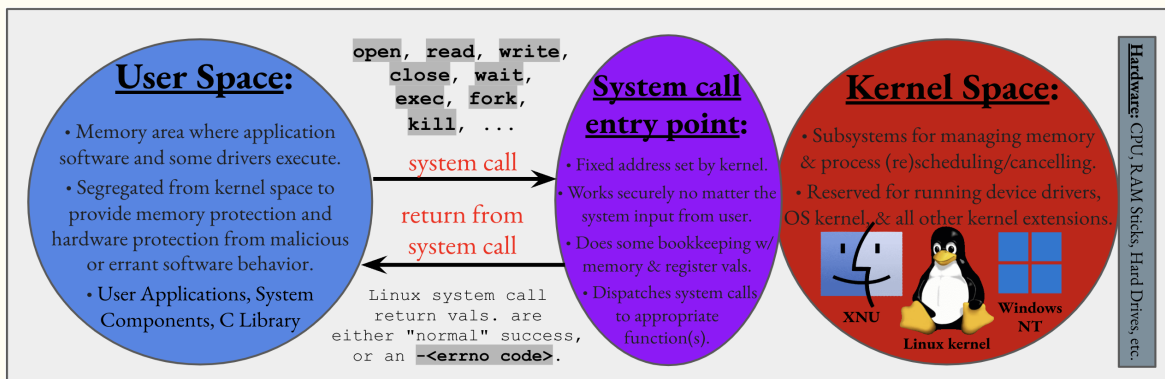 User Space:
• Memory area where application
software and some drivers execute.
• Segregated from kernel space to
provide memory protection and
hardware protection from malicious
or errant software behavior.
• User Applications, System
Components, C Library
open, read, write,
close, wait,
exec, fork,
kill, ...
system call
return from
system call
Linux system call
return vals. are
either "normal" success,
or an -<errno code>.
System call
entry point:
• Fixed address set by kernel.
• Works securely no matter the
system input from user.
• Does some bookkeeping w/
memory & register vals.
• Dispatches system calls
to appropriate
function(s).
Kernel Space:
• Subsystems for managing memory
& process (re)scheduling/cancelling.
• Reserved for running device drivers,
OS kernel, & all other kernel extensions.
XNU
Linux kernel
Windows
NT
Hardware: CPU, RAM Sticks, Hard Drives, etc.